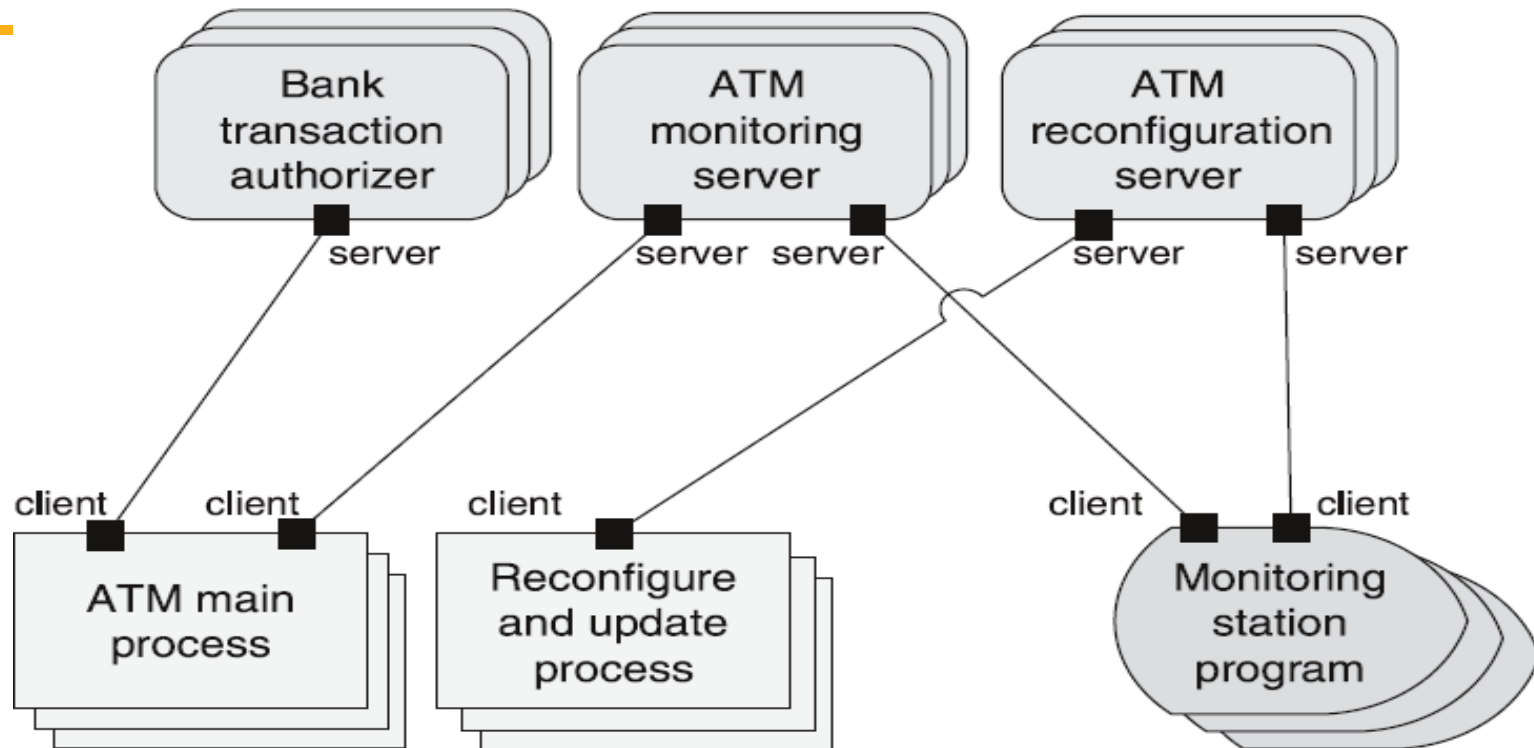 Bank
transaction
authorizer
ATM
monitoring
server
ATM
reconfiguration
server
server
server
server
server
server
client
client
client
client
client
ATM main
process
Reconfigure
and update
process
Monitoring
station
program